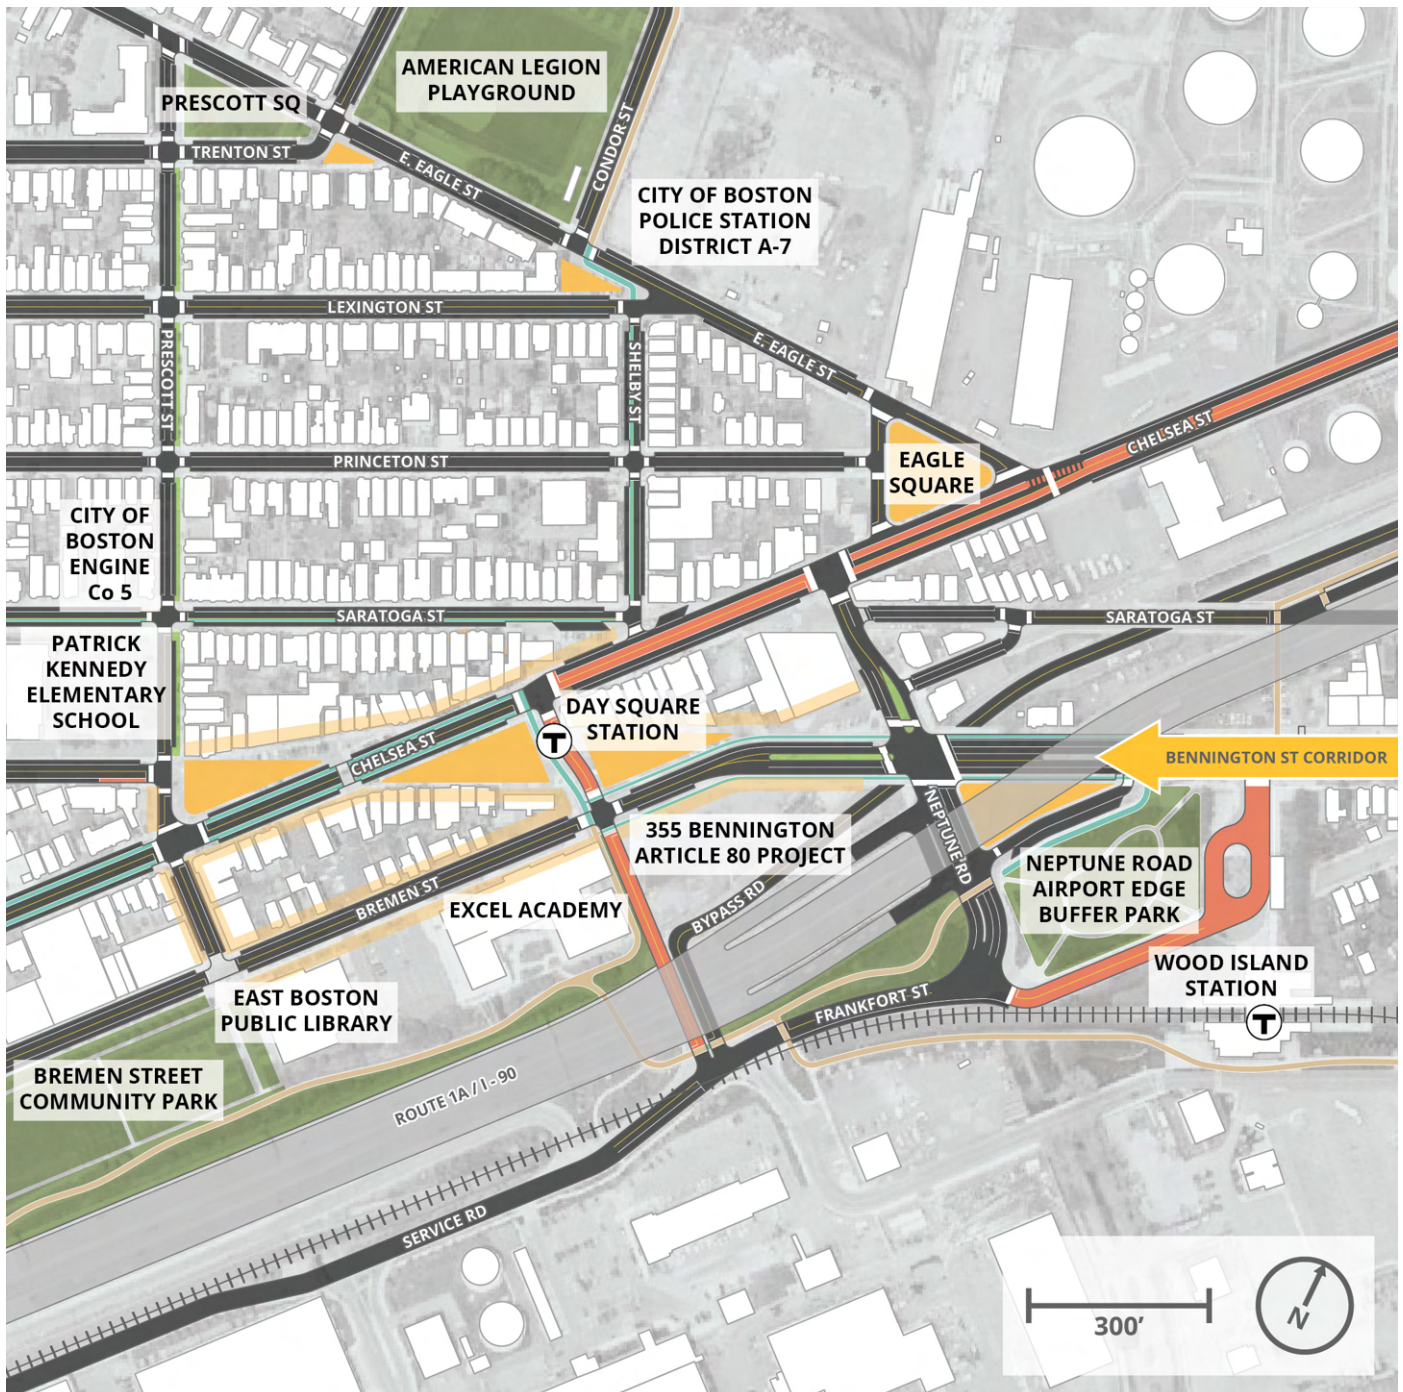 AMERICAN LEGION
PLAYGROUND
PRESCOTT SQ
TRENTON ST
E. EAGLE ST
CONDOR ST
CITY OF BOSTON
POLICE STATION
DISTRICT A-7
LEXINGTON ST
PRESCOTT ST
SHELBY ST
E. EAGLE ST
CHELSEA ST
PRINCETON ST
EAGLE
SQUARE
CITY OF
BOSTON
ENGINE
Co 5
SARATOGA ST
SARATOGA ST
PATRICK
KENNEDY
ELEMENTARY
SCHOOL
DAY SQUARE
STATION
T
CHELSEA ST
BENNINGTON ST CORRIDOR
NEPTUNE RD
355 BENNINGTON
ARTICLE 80 PROJECT
NEPTUNE ROAD
AIRPORT EDGE
BUFFER PARK
BREMEN ST
EXCEL ACADEMY
BYPASS RD
WOOD ISLAND
STATION
T
EAST BOSTON
PUBLIC LIBRARY
FRANKFORT ST
BREMEN STREET
COMMUNITY PARK
ROUTE 1A / I - 90
SERVICE RD
300'
N